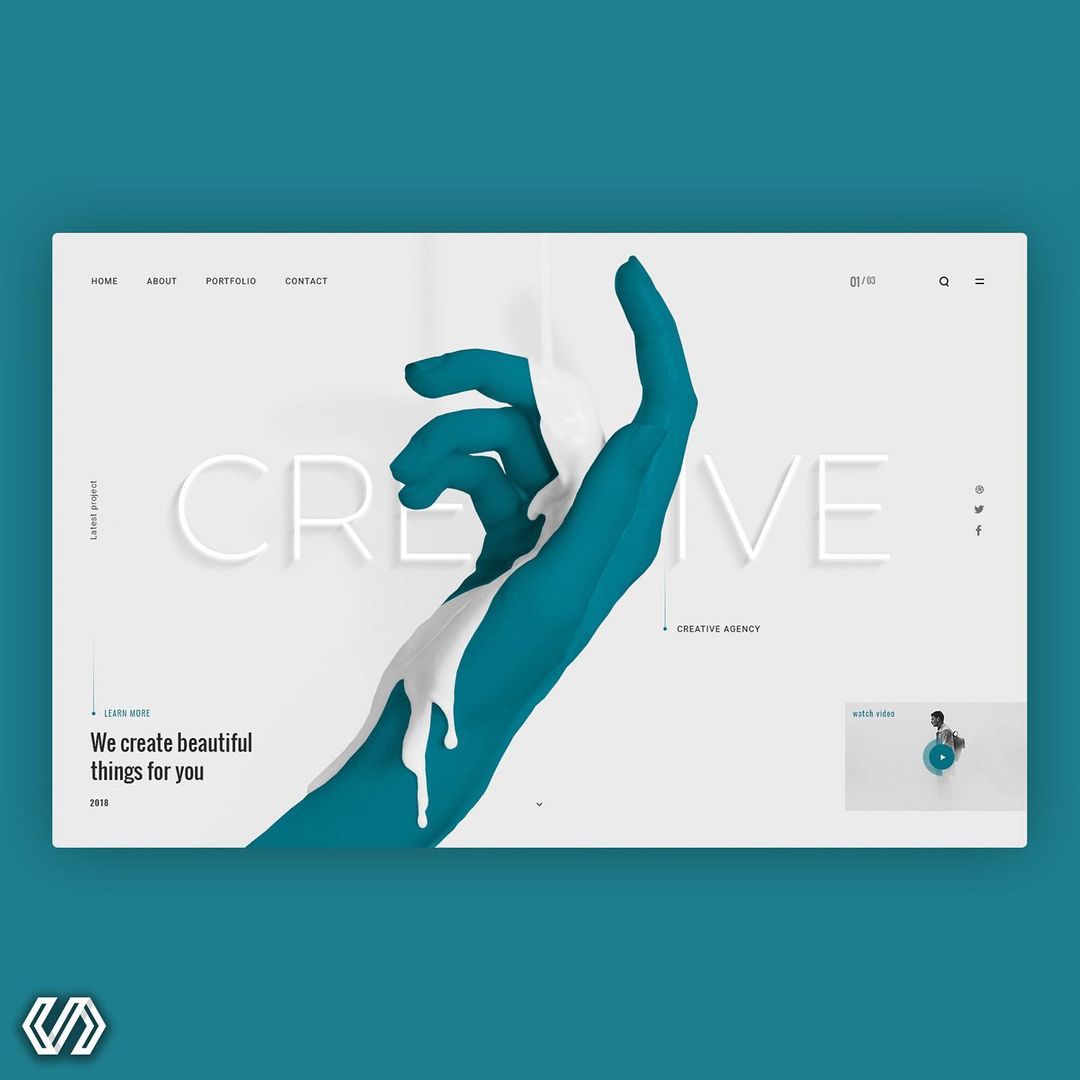 HOME ABOUT PORTFOLIO CONTACT
01 / 03
CRE IVE
Latest project
CREATIVE AGENCY
LEARN MORE
We create beautiful
things for you
2018
watch video